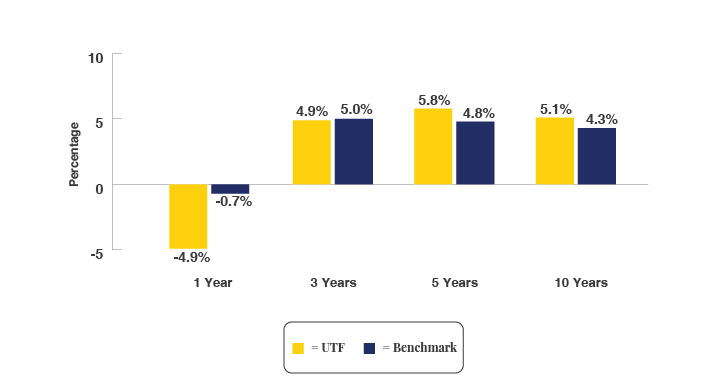 10
5
0
-5
Percentage
-4.9%
-0.7%
4.9%
5.0%
5.8%
4.8%
5.1%
4.3%
1 Year
3 Years
5 Years
10 Years
= UTF = Benchmark